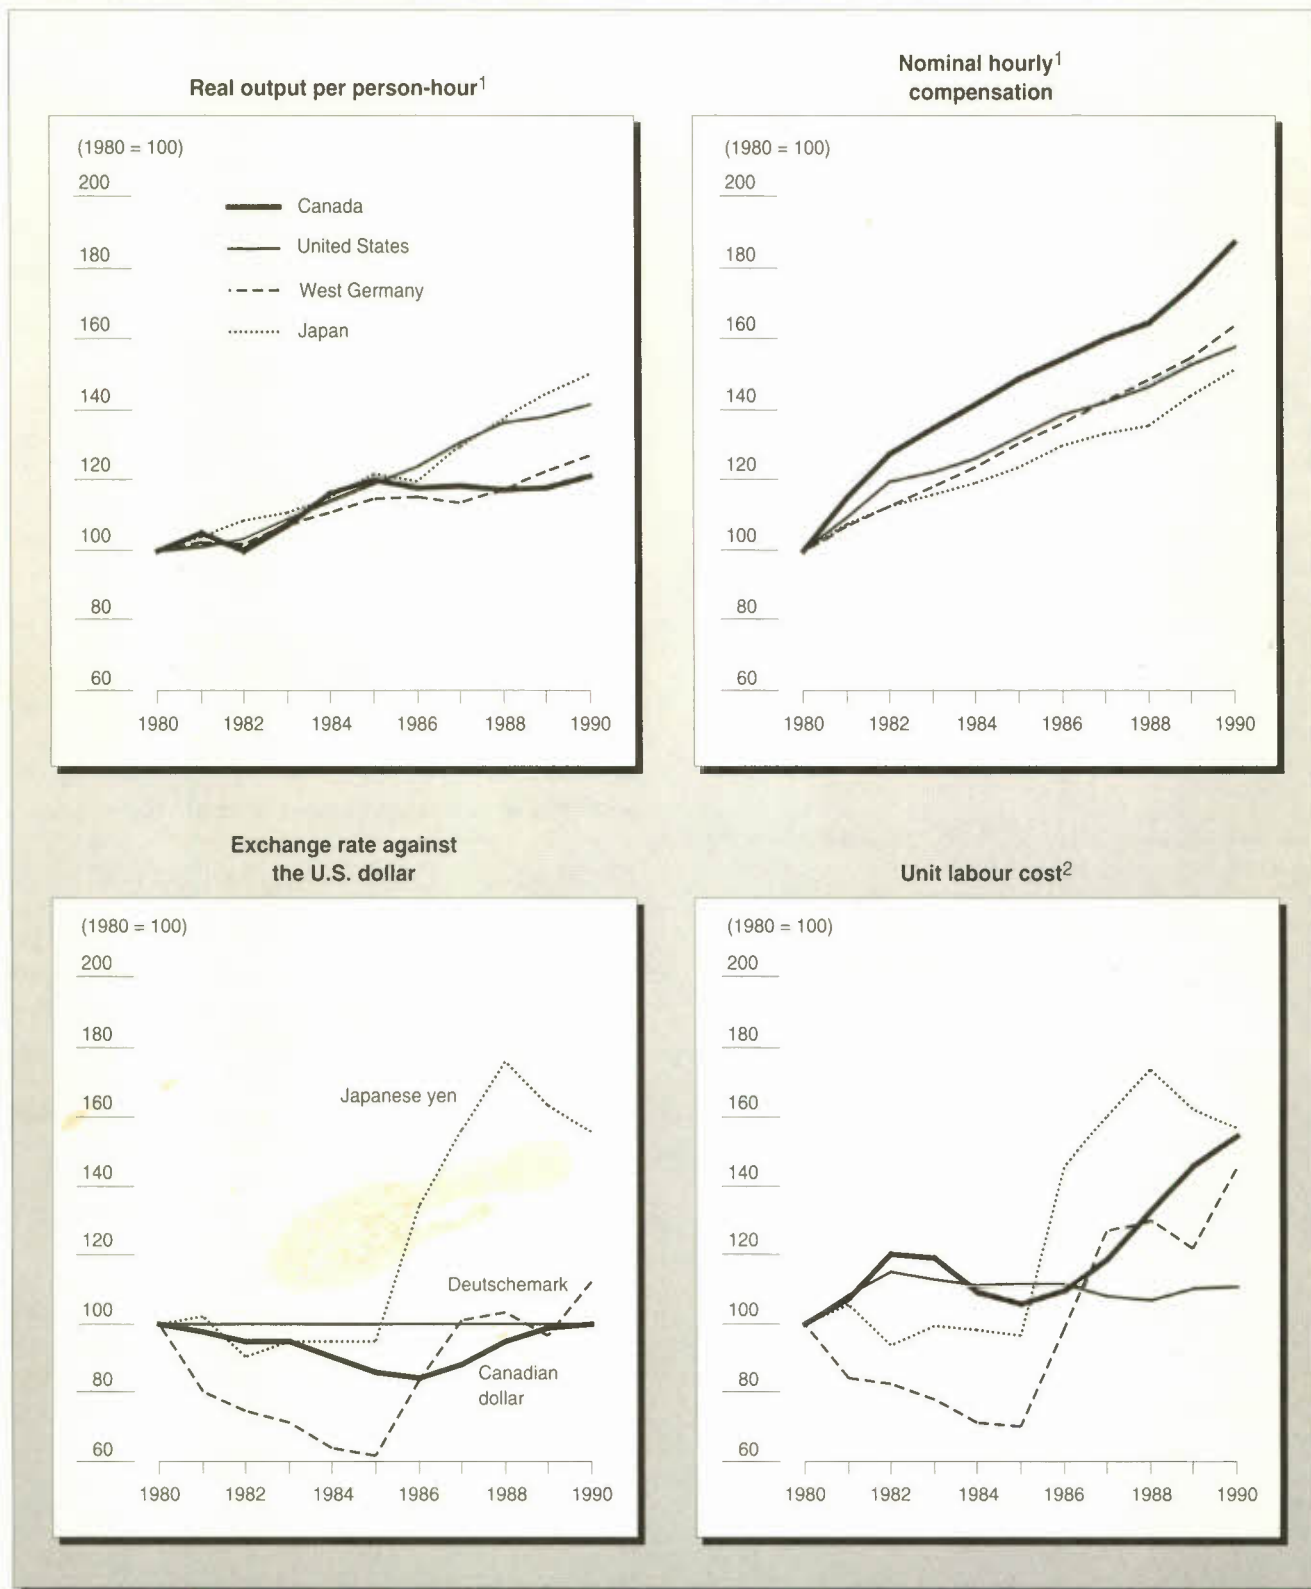 Real output per person-hour1
(1980 = 100)
200
180
160
140
120
100
80
60
Canada
United States
West Germany
Japan
1980 1982 1984 1986 1988 1990
Nominal hourly1
compensation
(1980 = 100)
200
180
160
140
120
100
80
60
1980 1982 1984 1986 1988 1990
Exchange rate against
the U.S. dollar
(1980 = 100)
200
180
160
140
120
100
80
60
Japanese yen
Deutschemark
Canadian
dollar
1980 1982 1984 1986 1988 1990
Unit labour cost2
(1980 = 100)
200
180
160
140
120
100
80
60
1980 1982 1984 1986 1988 1990